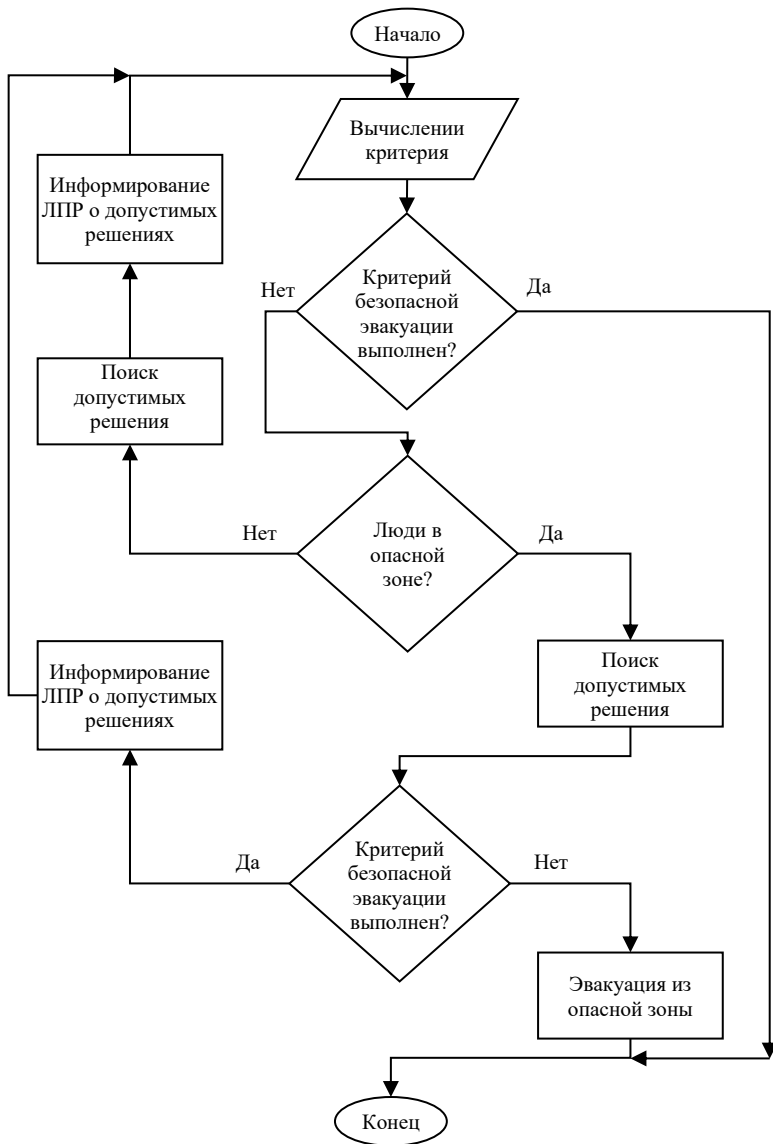 Начало
Вычислении
критерия
Информирование
ЛПР о допустимых
решениях
Нет
Критерий
безопасной
эвакуации
выполнен?
Да
Поиск
допустимых
решения
Нет
Люди в
опасной
зоне?
Да
Информирование
ЛПР о допустимых
решениях
Поиск
допустимых
решения
Да
Критерий
безопасной
эвакуации
выполнен?
Нет
Эвакуация из
опасной зоны
Конец